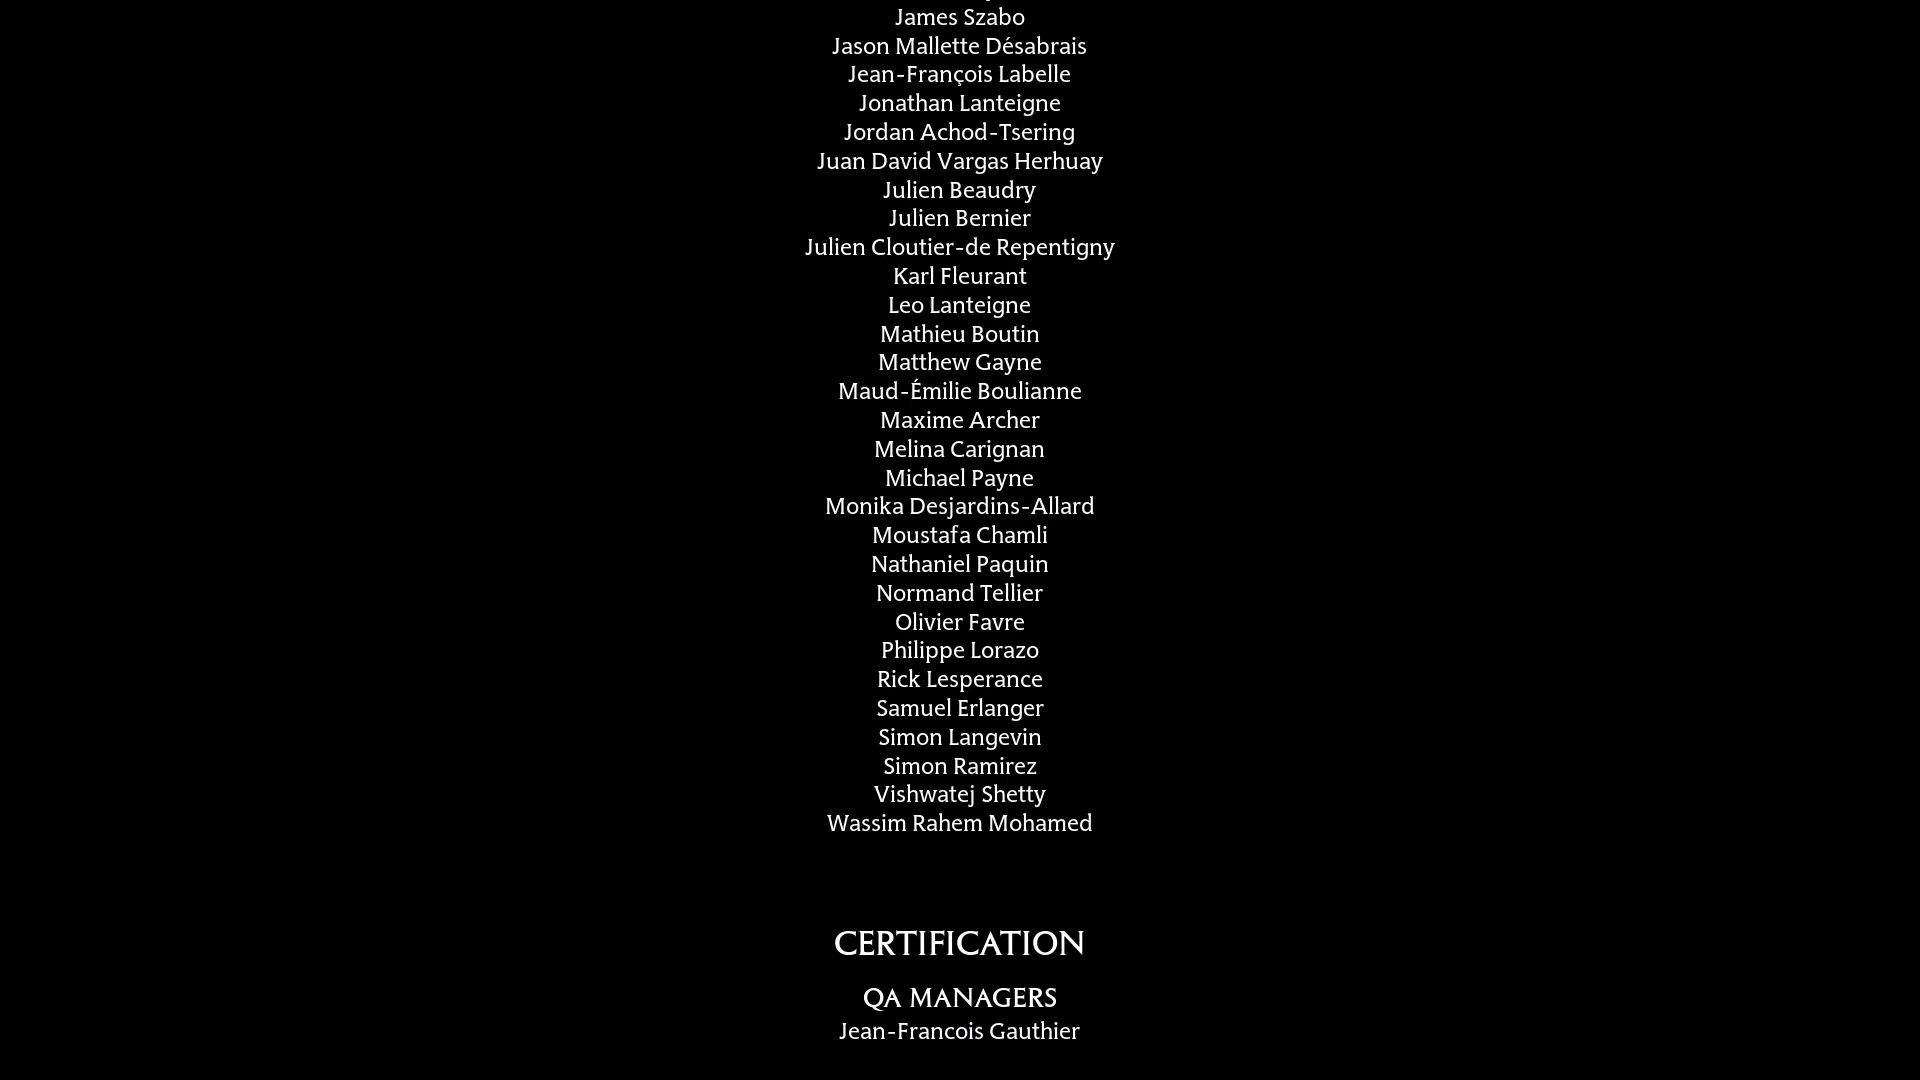 James Szabo
Jason Mallette Désabrais
Jean-François Labelle
Jonathan Lanteigne
Jordan Achod-Tsering
Juan David Vargas Herhuay
Julien Beaudry
Julien Bernier
Julien Cloutier-de Repentigny
Karl Fleurant
Leo Lanteigne
Mathieu Boutin
Matthew Gayne
Maud-Émilie Boulianne
Maxime Archer
Melina Carignan
Michael Payne
Monika Desjardins-Allard
Moustafa Chamli
Nathaniel Paquin
Normand Tellier
Olivier Favre
Philippe Lorazo
Rick Lesperance
Samuel Erlanger
Simon Langevin
Simon Ramirez
Vishwatej Shetty
Wassim Rahem Mohamed
CERTIFICATION
QA MANAGERS
Jean-Francois Gauthier